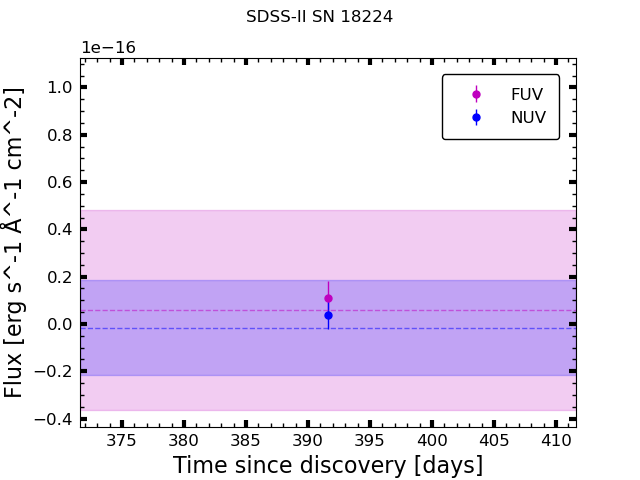 SDSS-II SN 18224
1e−16
FUV
NUV
1.0
0.8
0.6
0.4
0.2
0.0
−0.2
−0.4
Flux [erg s^-1 Å^-1 cm^-2]
375 380 385 390 395 400 405 410
Time since discovery [days]